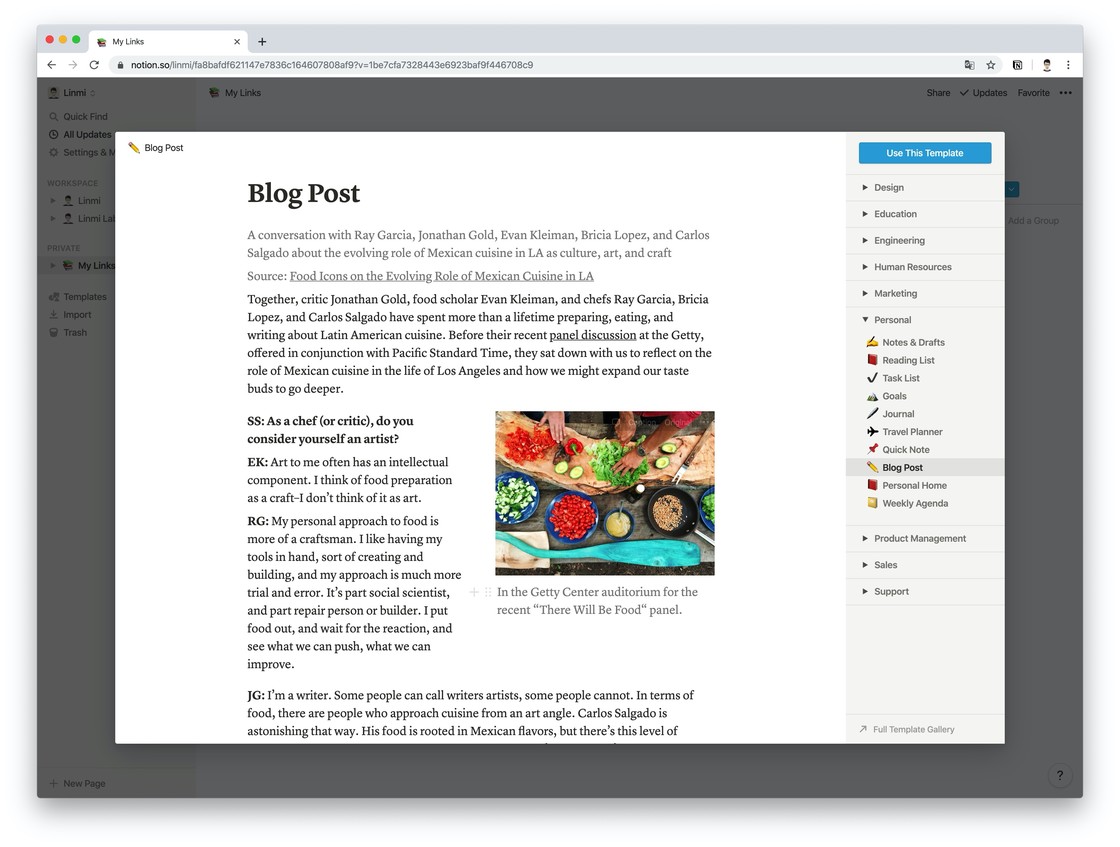 My Links
notion.so/linmi/fa8bafdf621147e7836c164607808af9?v=1be7cfa7328443e6923baf9f446708c9
Linmi
My Links
Share
Updates
Favorite
Quick Find
All Updates
Settings & M
WORKSPACE
Linmi
Linmi Lal
PRIVATE
My Links
Templates
Import
Trash
New Page
Add a Group
Blog Post
Blog Post
A conversation with Ray Garcia, Jonathan Gold, Evan Kleiman, Bricia Lopez, and Carlos
Salgado about the evolving role of Mexican cuisine in LA as culture, art, and craft
Source: Food Icons on the Evolving Role of Mexican Cuisine in LA
Together, critic Jonathan Gold, food scholar Evan Kleiman, and chefs Ray Garcia, Bricia
Lopez, and Carlos Salgado have spent more than a lifetime preparing, eating, and
writing about Latin American cuisine. Before their recent panel discussion at the Getty,
offered in conjunction with Pacific Standard Time, they sat down with us to reflect on the
role of Mexican cuisine in the life of Los Angeles and how we might expand our taste
buds to go deeper.
SS: As a chef (or critic), do you
consider yourself an artist?
EK: Art to me often has an intellectual
component. I think of food preparation
as a craft–I don’t think of it as art.
RG: My personal approach to food is
more of a craftsman. I like having my
tools in hand, sort of creating and
building, and my approach is much more
trial and error. It’s part social scientist,
and part repair person or builder. I put
food out, and wait for the reaction, and
see what we can push, what we can
improve.
Original
In the Getty Center auditorium for the
recent “There Will Be Food“ panel.
JG: I’m a writer. Some people can call writers artists, some people cannot. In terms of
food, there are people who approach cuisine from an art angle. Carlos Salgado is
astonishing that way. His food is rooted in Mexican flavors, but there’s this level of
Use This Template
Design
Education
Engineering
Human Resources
Marketing
Personal
Notes & Drafts
Reading List
Task List
Goals
Journal
Travel Planner
Quick Note
Blog Post
Personal Home
Weekly Agenda
Product Management
Sales
Support
Full Template Gallery
?